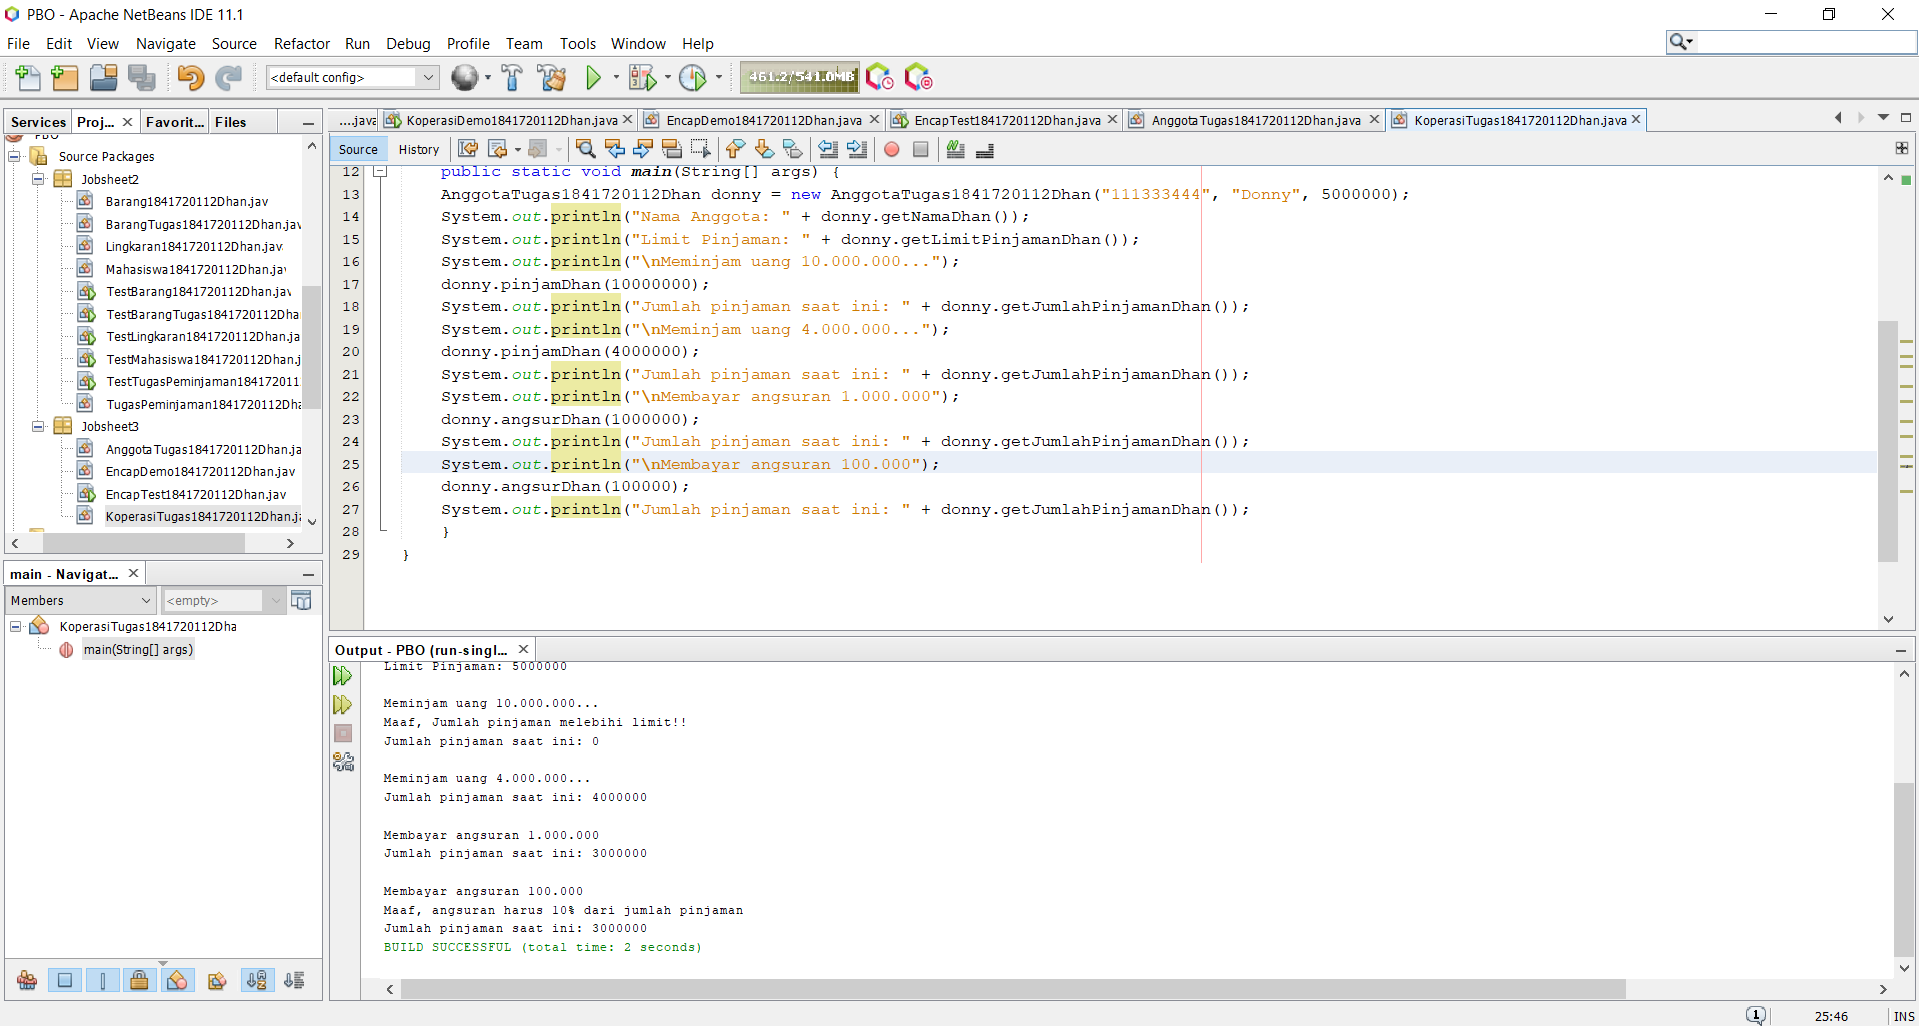 PBO - Apache NetBeans IDE 11.1
File Edit View Navigate Source Refactor Run Debug Profile Team Tools Window Help
<default config>
461.2/541.0MB
Services Proj... Favorit... Files
....java KoperasiDemo1841720112Dhan.java EncapDemo1841720112Dhan.java EncapTest1841720112Dhan.java AnggotaTugas1841720112Dhan.java KoperasiTugas1841720112Dhan.java
Source History
PBO
Source Packages
Jobsheet2
Barang1841720112Dhan.jav
BarangTugas1841720112Dhan.jav
Lingkaran1841720112Dhan.java
Mahasiswa1841720112Dhan.jav
TestBarang1841720112Dhan.jav
TestBarangTugas1841720112Dha
TestLingkaran1841720112Dhan.ja
TestMahasiswa1841720112Dhan.j
TestTugasPeminjaman18417201
TugasPeminjaman1841720112Dha
Jobsheet3
AnggotaTugas1841720112Dhan.ja
EncapDemo1841720112Dhan.jav
EncapTest1841720112Dhan.jav
KoperasiTugas1841720112Dhan.ja
12 public static void main(String[] args) {
13 AnggotaTugas1841720112Dhan donny = new AnggotaTugas1841720112Dhan("111333444", "Donny", 5000000);
14 System.out.println("Nama Anggota: " + donny.getNamaDhan());
15 System.out.println("Limit Pinjaman: " + donny.getLimitPinjamanDhan());
16 System.out.println("\nMeminjam uang 10.000.000...");
17 donny.pinjamDhan(10000000);
18 System.out.println("Jumlah pinjaman saat ini: " + donny.getJumlahPinjamanDhan());
19 System.out.println("\nMeminjam uang 4.000.000...");
20 donny.pinjamDhan(4000000);
21 System.out.println("Jumlah pinjaman saat ini: " + donny.getJumlahPinjamanDhan());
22 System.out.println("\nMembayar angsuran 1.000.000");
23 donny.angsurDhan(1000000);
24 System.out.println("Jumlah pinjaman saat ini: " + donny.getJumlahPinjamanDhan());
25 System.out.println("\nMembayar angsuran 100.000");
26 donny.angsurDhan(100000);
27 System.out.println("Jumlah pinjaman saat ini: " + donny.getJumlahPinjamanDhan());
28 }
29 }
main - Navigat...
Members <empty>
KoperasiTugas1841720112Dha
main(String[] args)
Output - PBO (run-singl...
Limit Pinjaman: 5000000
Meminjam uang 10.000.000...
Maaf, Jumlah pinjaman melebihi limit!!
Jumlah pinjaman saat ini: 0
Meminjam uang 4.000.000...
Jumlah pinjaman saat ini: 4000000
Membayar angsuran 1.000.000
Jumlah pinjaman saat ini: 3000000
Membayar angsuran 100.000
Maaf, angsuran harus 10% dari jumlah pinjaman
Jumlah pinjaman saat ini: 3000000
BUILD SUCCESSFUL (total time: 2 seconds)
1 25:46 INS